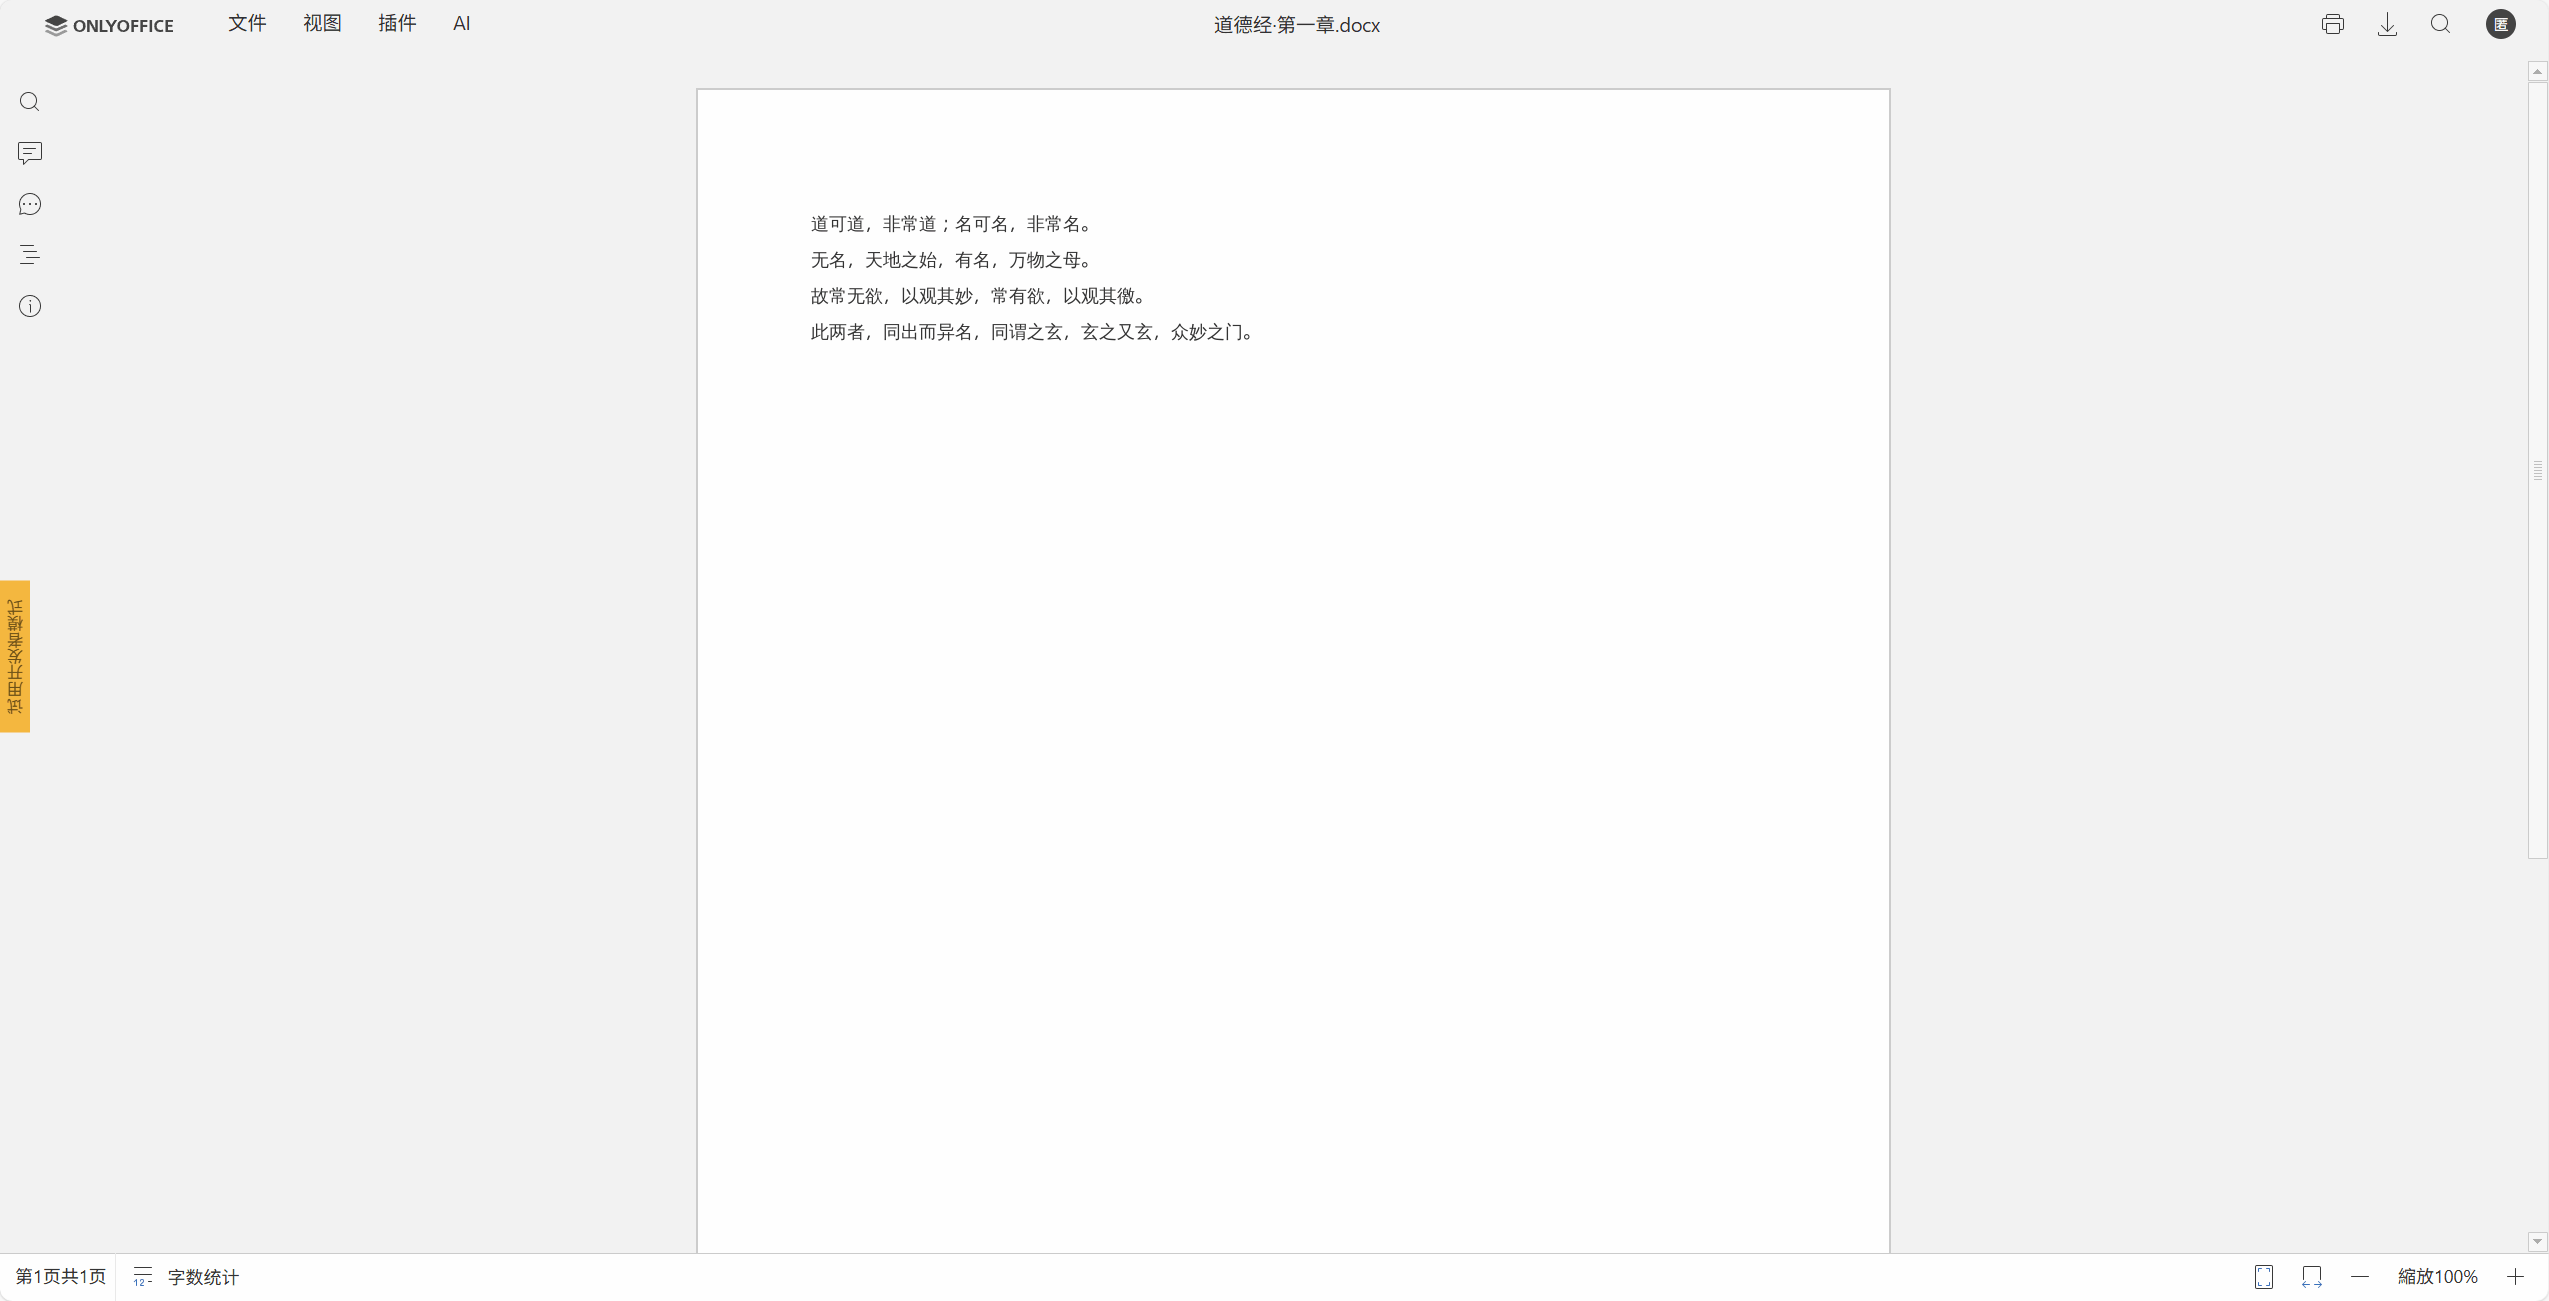 ONLYOFFICE 文件 视图 插件 AI 道德经·第一章.docx 匿
道可道，非常道；名可名，非常名。
无名，天地之始，有名，万物之母。
故常无欲，以观其妙，常有欲，以观其徼。
此两者，同出而异名，同谓之玄，玄之又玄，众妙之门。
试用开发者模式
第1页共1页 字数统计 缩放100%